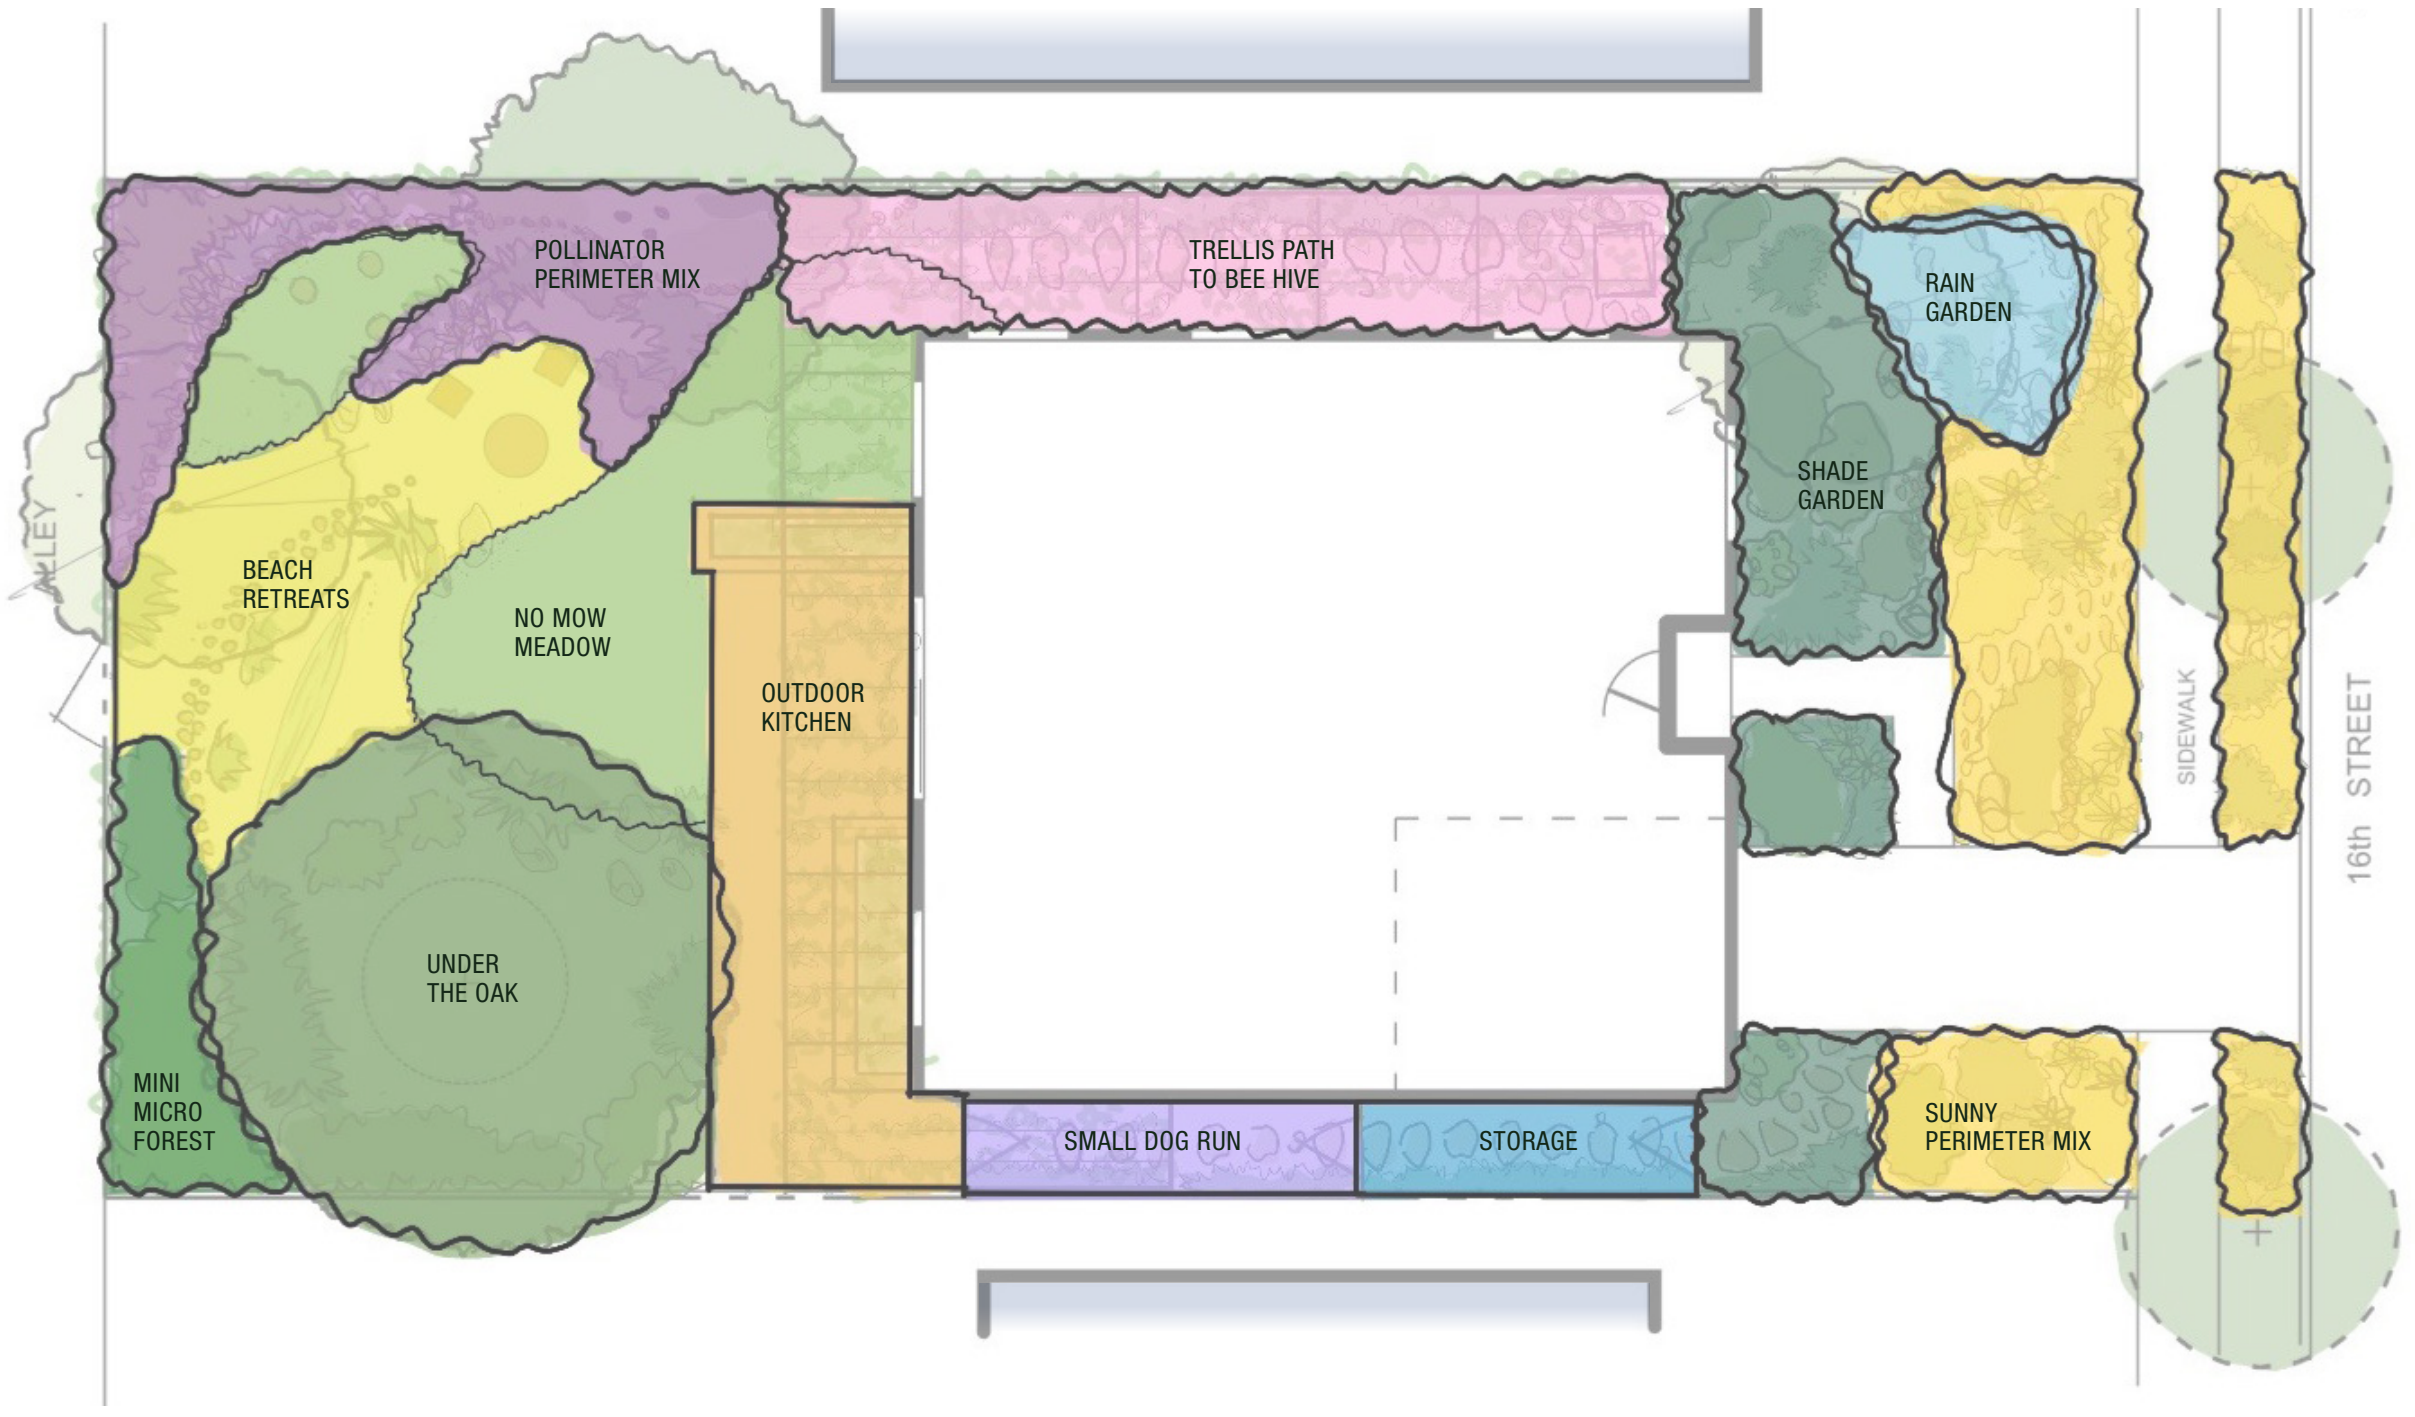 POLLINATOR
PERIMETER MIX
TRELLIS PATH
TO BEE HIVE
RAIN
GARDEN
SHADE
GARDEN
ALLEY
BEACH
RETREATS
NO MOW
MEADOW
OUTDOOR
KITCHEN
SIDEWALK
16th STREET
UNDER
THE OAK
MINI
MICRO
FOREST
SMALL DOG RUN
STORAGE
SUNNY
PERIMETER MIX